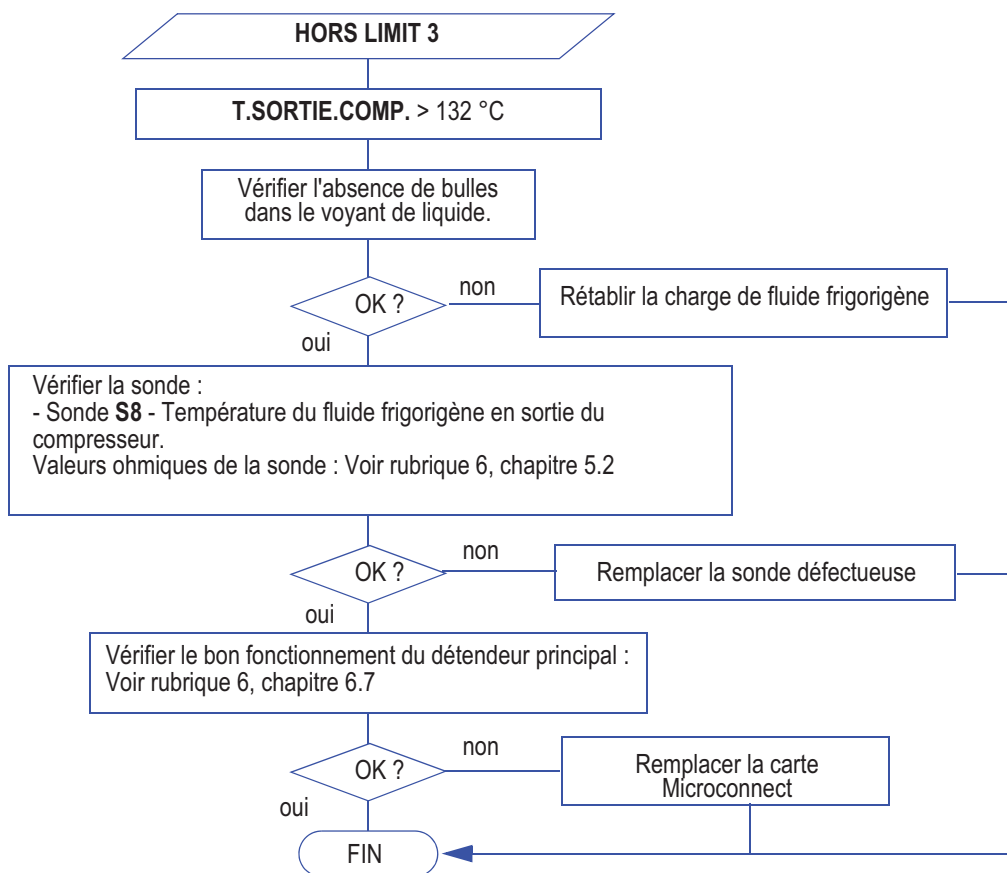 HORS LIMIT 3
T.SORTIE.COMP. > 132 °C
Vérifier l'absence de bulles
dans le voyant de liquide.
OK ?
non
Rétablir la charge de fluide frigorigène
oui
Vérifier la sonde :
- Sonde S8 - Température du fluide frigorigène en sortie du
compresseur.
Valeurs ohmiques de la sonde : Voir rubrique 6, chapitre 5.2
OK ?
non
Remplacer la sonde défectueuse
oui
Vérifier le bon fonctionnement du détendeur principal :
Voir rubrique 6, chapitre 6.7
OK ?
non
Remplacer la carte
Microconnect
oui
FIN